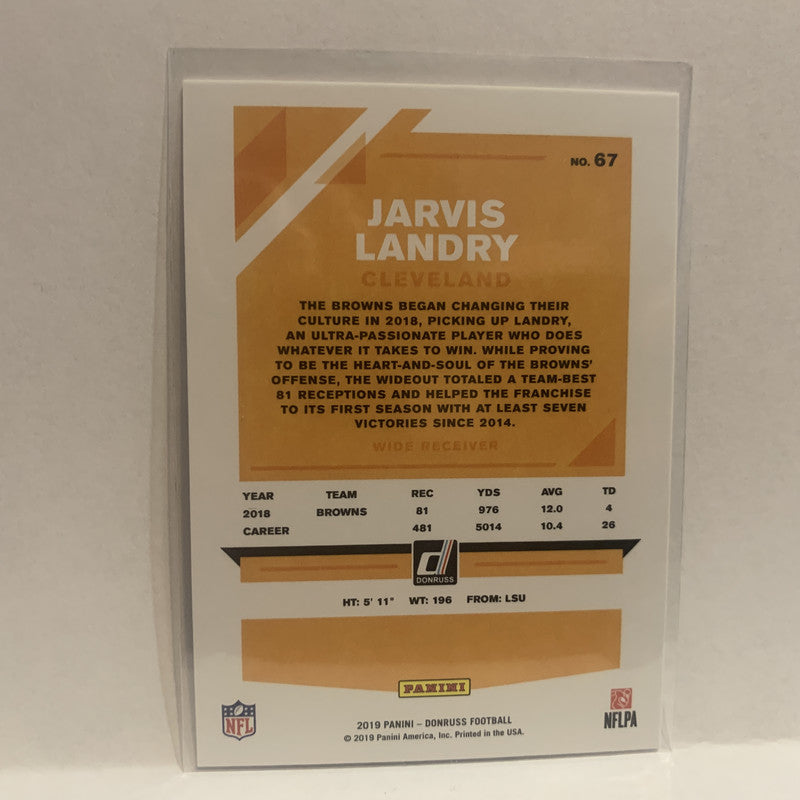 NO. 67
JARVIS
LANDRY
CLEVELAND
THE BROWNS BEGAN CHANGING THEIR
CULTURE IN 2018, PICKING UP LANDRY,
AN ULTRA-PASSIONATE PLAYER WHO DOES
WHATEVER IT TAKES TO WIN. WHILE PROVING
TO BE THE HEART-AND-SOUL OF THE BROWNS'
OFFENSE, THE WIDEOUT TOTALED A TEAM-BEST
81 RECEPTIONS AND HELPED THE FRANCHISE
TO ITS FIRST SEASON WITH AT LEAST SEVEN
VICTORIES SINCE 2014.
WIDE RECEIVER
YEAR TEAM REC YDS AVG TD
2018 BROWNS 81 976 12.0 4
CAREER 481 5014 10.4 26
d
DONRUSS
HT: 5' 11" WT: 196 FROM: LSU
PANINI
NFL
2019 PANINI – DONRUSS FOOTBALL
© 2019 Panini America, Inc. Printed in the USA.
NFLPA